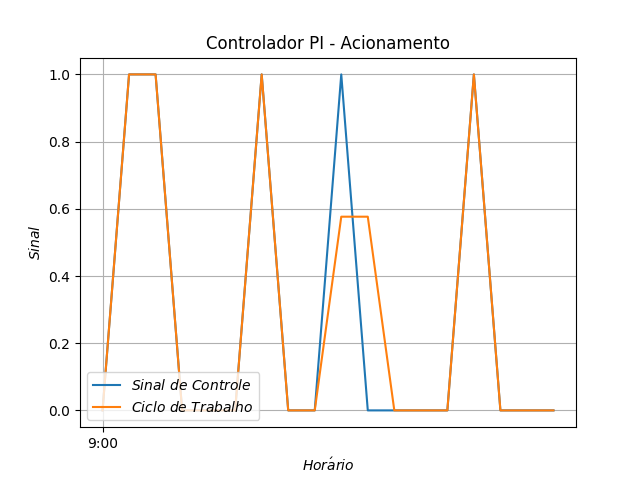 Controlador PI - Acionamento
1.0
0.8
0.6
0.4
0.2
0.0
Sinal
Sinal de Controle
Ciclo de Trabalho
9:00
Horário